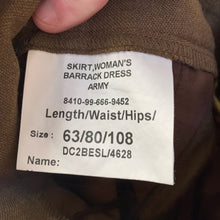 SKIRT,WOMAN'S
BARRACK DRESS
ARMY
8410-99-666-9452
Length/Waist/Hips/
Size : 63/80/108
DC2BESL/4628
Name: